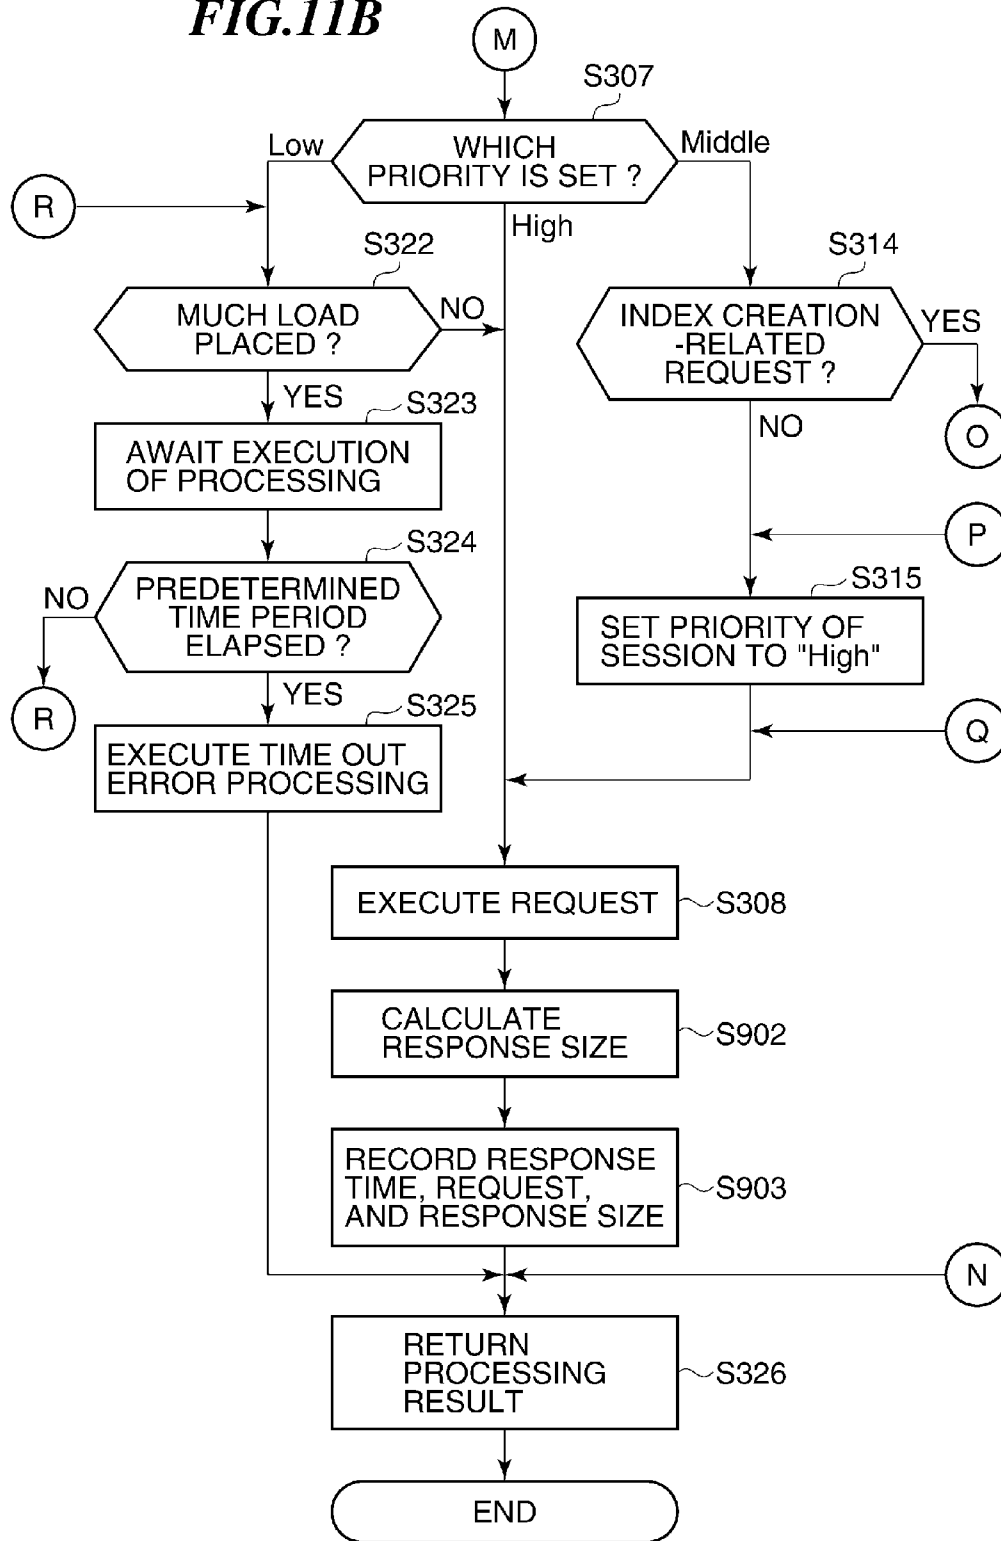 FIG.11B
M
S307
Low
WHICH
PRIORITY IS SET ?
Middle
R
High
S322
S314
MUCH LOAD
PLACED ?
NO
INDEX CREATION
-RELATED
REQUEST ?
YES
YES
S323
NO
O
AWAIT EXECUTION
OF PROCESSING
P
S324
S315
NO
PREDETERMINED
TIME PERIOD
ELAPSED ?
SET PRIORITY OF
SESSION TO "High"
YES
R
S325
Q
EXECUTE TIME OUT
ERROR PROCESSING
EXECUTE REQUEST
S308
CALCULATE
RESPONSE SIZE
S902
RECORD RESPONSE
TIME, REQUEST,
AND RESPONSE SIZE
S903
N
RETURN
PROCESSING
RESULT
S326
END